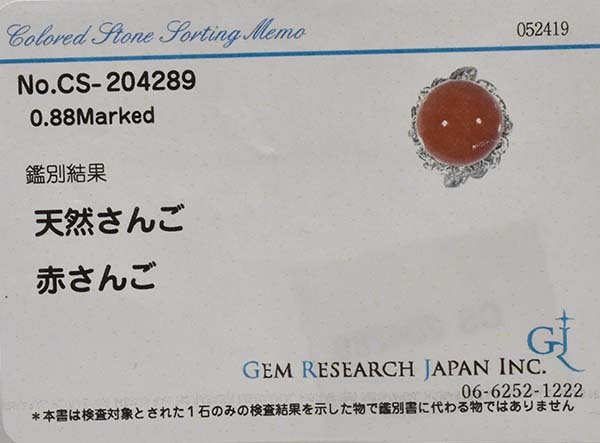 Colored Stone Sorting Memo
052419
No.CS-204289
0.88Marked
鑑別結果
天然さんご
赤さんご
GJ
GEM RESEARCH JAPAN INC.
06-6252-1222
*本書は検査対象とされた1石のみの検査結果を示した物で鑑別書に代わる物ではありません